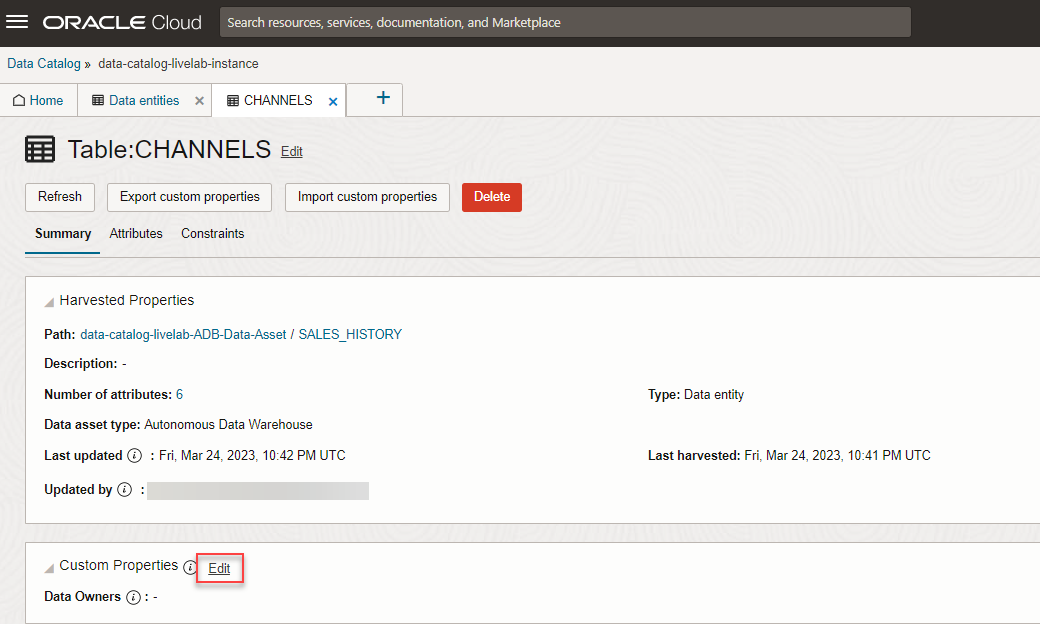 ORACLE Cloud Search resources, services, documentation, and Marketplace
Data Catalog » data-catalog-livelab-instance
Home Data entities × CHANNELS × +
Table:CHANNELS Edit
Refresh Export custom properties Import custom properties Delete
Summary Attributes Constraints
Harvested Properties
Path: data-catalog-livelab-ADB-Data-Asset / SALES_HISTORY
Description: -
Number of attributes: 6 Type: Data entity
Data asset type: Autonomous Data Warehouse
Last updated i : Fri, Mar 24, 2023, 10:42 PM UTC Last harvested: Fri, Mar 24, 2023, 10:41 PM UTC
Updated by i :
Custom Properties i Edit
Data Owners i : -